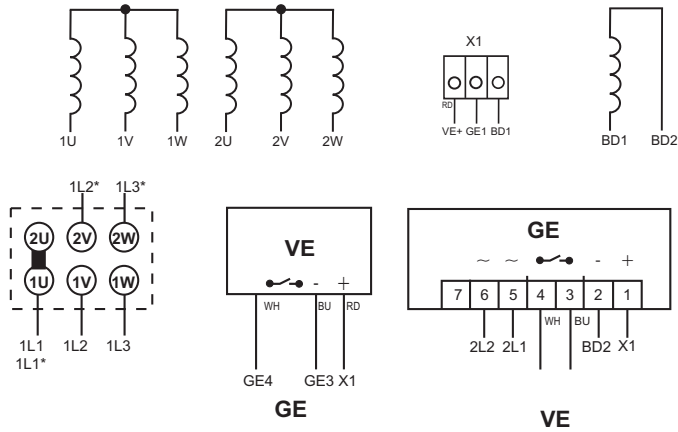 1U 1V 1W 2U 2V 2W
X1
RD
VE+ GE1 BD1
BD1 BD2
1L2* 1L3*
2U 2V 2W
1U 1V 1W
1L1 1L2 1L3
1L1*
VE
- +
WH BU RD
GE4 GE3 X1
GE
GE
~ ~ - +
7 6 5 4 3 2 1
WH BU
2L2 2L1 BD2 X1
VE